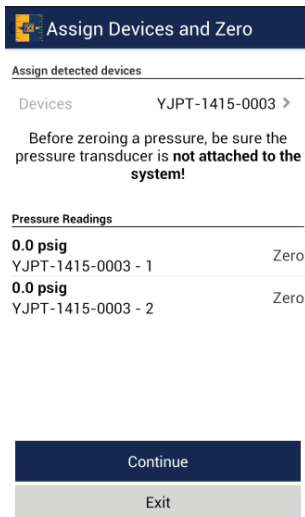 Assign Devices and Zero
Assign detected devices
Devices YJPT-1415-0003 >
Before zeroing a pressure, be sure the
pressure transducer is not attached to the
system!
Pressure Readings
0.0 psig
YJPT-1415-0003 - 1 Zero
0.0 psig
YJPT-1415-0003 - 2 Zero
Continue
Exit